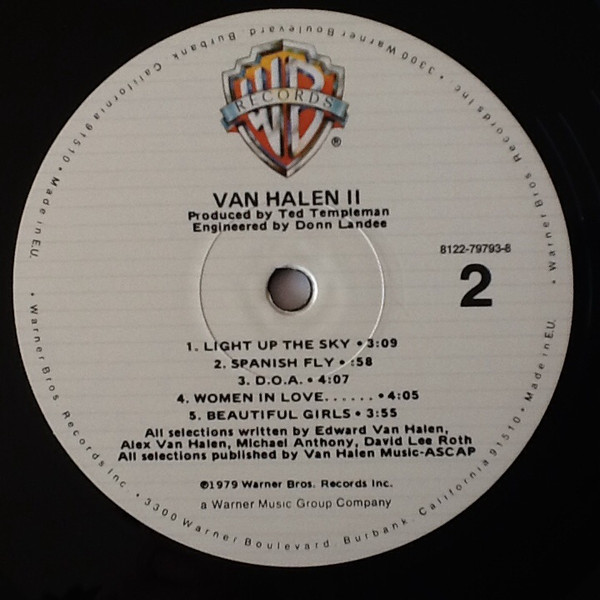 WB
RECORDS
®
VAN HALEN II
Produced by Ted Templeman
Engineered by Donn Landee
8122-79793-8
2
1. LIGHT UP THE SKY • 3:09
2. SPANISH FLY • :58
3. D.O.A. • 4:07
4. WOMEN IN LOVE...... • 4:05
5. BEAUTIFUL GIRLS • 3:55
All selections written by Edward Van Halen,
Alex Van Halen, Michael Anthony, David Lee Roth
All selections published by Van Halen Music-ASCAP
℗1979 Warner Bros. Records Inc.
a Warner Music Group Company
• Warner Bros. Records Inc. • 3300 Warner Boulevard, Burbank, California 91510 • Made in E.U.
• Warner Bros. Records Inc. • 3300 Warner Boulevard, Burbank, California 91510 • Made in E.U.